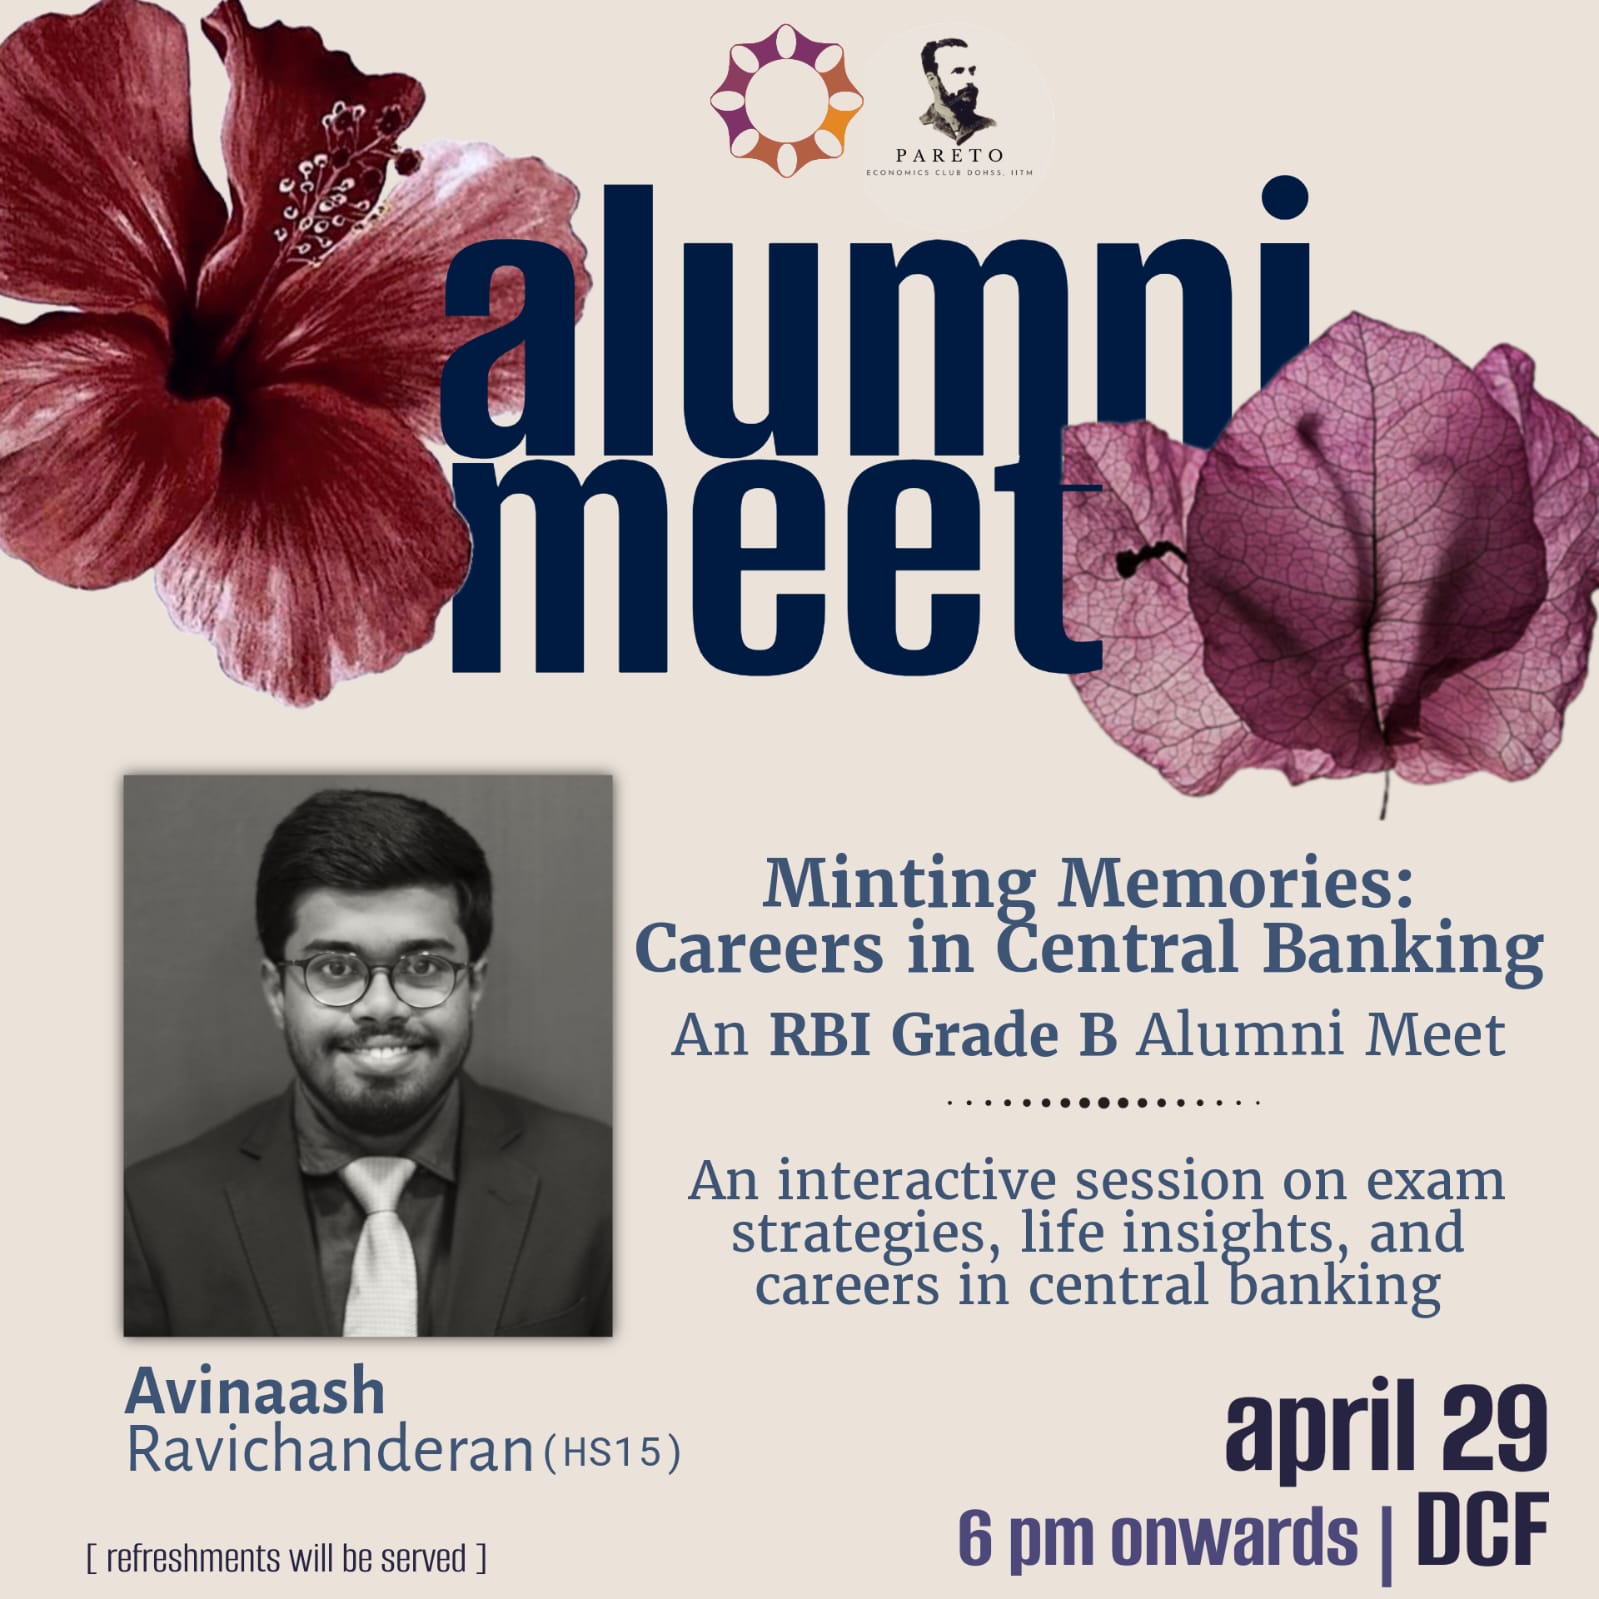 PARETO
ECONOMICS CLUB DOHSS, IITM
alumni
meet
Minting Memories:
Careers in Central Banking
An RBI Grade B Alumni Meet
An interactive session on exam
strategies, life insights, and
careers in central banking
Avinaash
Ravichanderan (HS15)
april 29
6 pm onwards | DCF
[ refreshments will be served ]